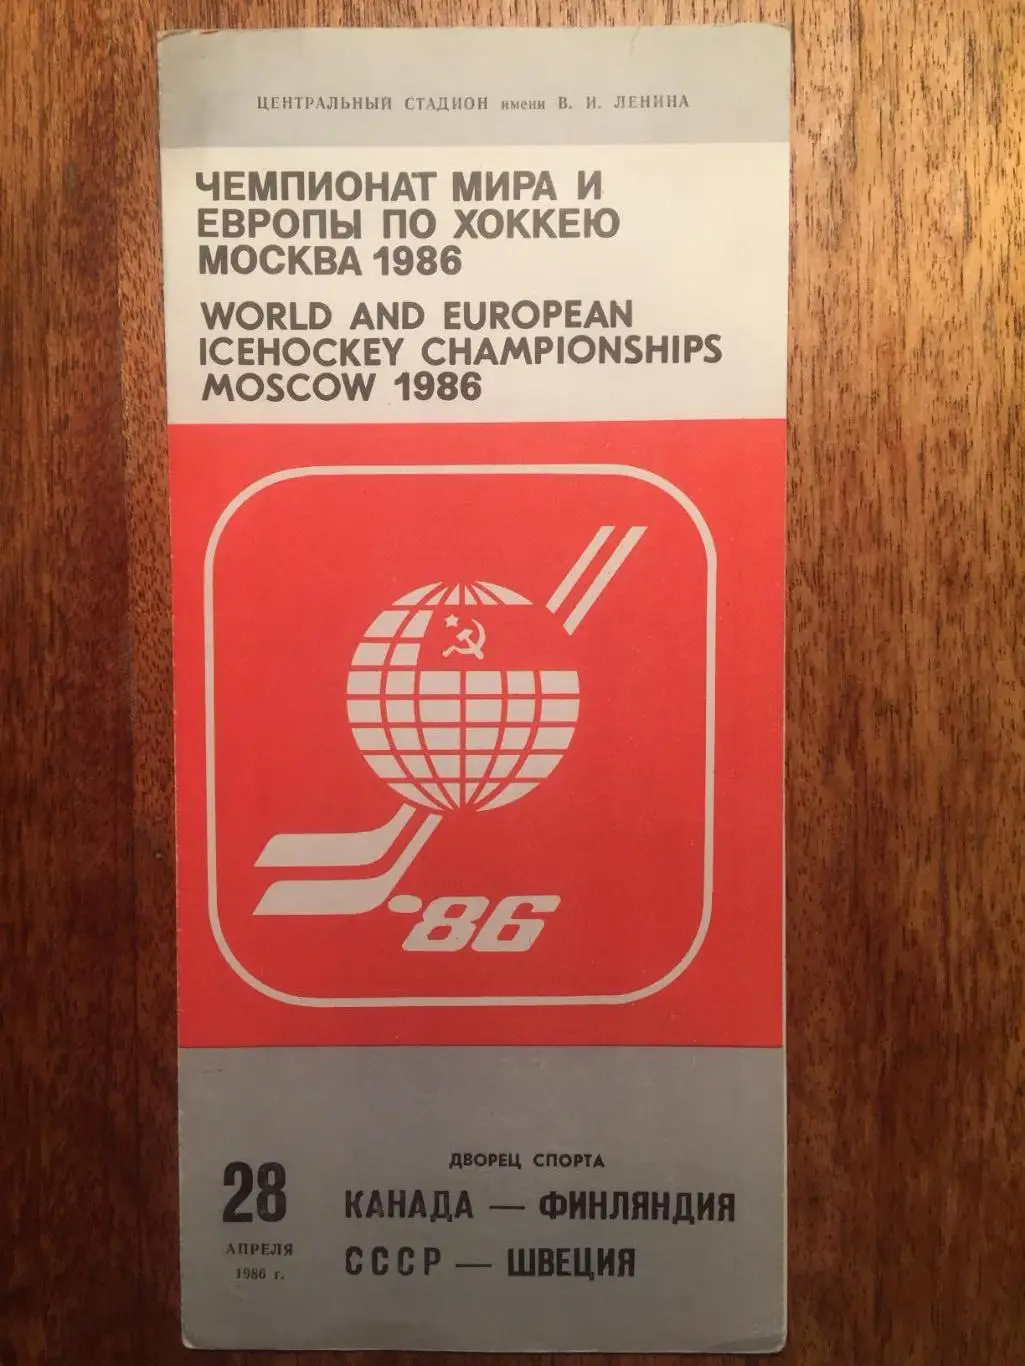 ЦЕНТРАЛЬНЫЙ СТАДИОН имени В. И. ЛЕНИНА
ЧЕМПИОНАТ МИРА И
ЕВРОПЫ ПО ХОККЕЮ
МОСКВА 1986
WORLD AND EUROPEAN
ICEHOCKEY CHAMPIONSHIPS
MOSCOW 1986
'86
ДВОРЕЦ СПОРТА
28
АПРЕЛЯ
1986 г.
КАНАДА — ФИНЛЯНДИЯ
СССР — ШВЕЦИЯ